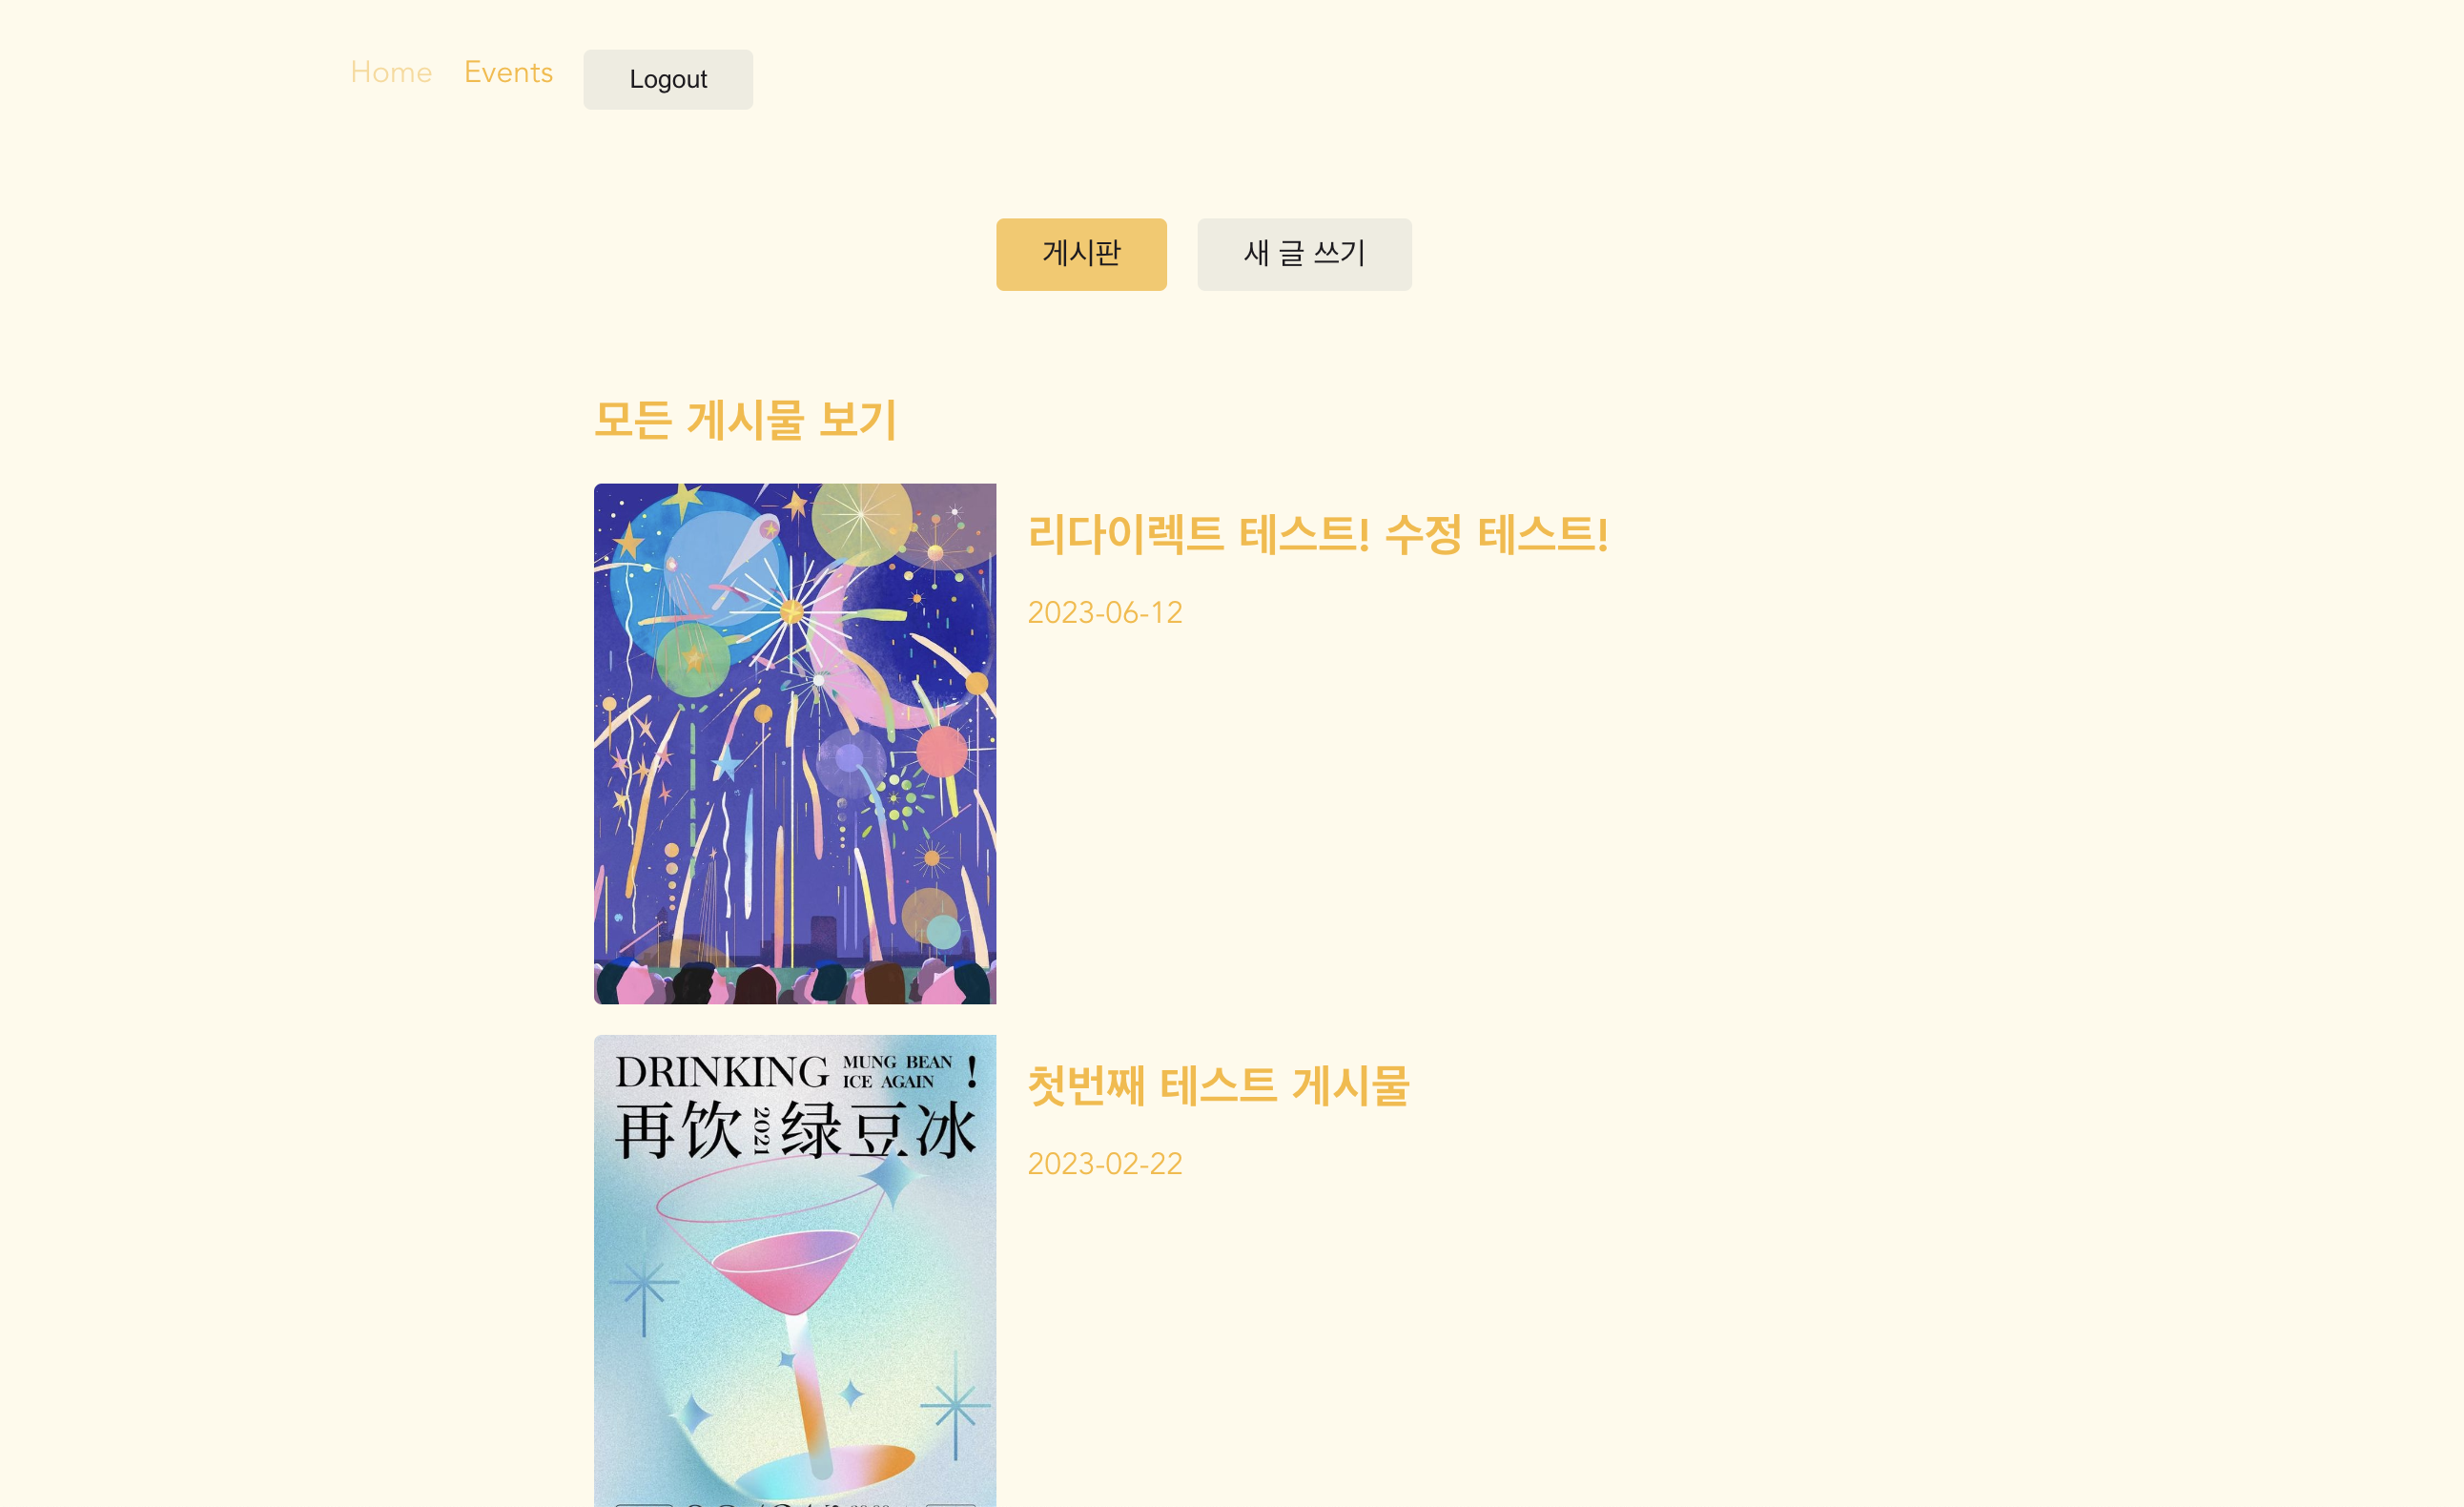 Home Events Logout
게시판 새 글 쓰기
모든 게시물 보기
리다이렉트 테스트! 수정 테스트!
2023-06-12
DRINKING MUNG BEAN ICE AGAIN !
再饮 2021 绿豆冰
첫번째 테스트 게시물
2023-02-22